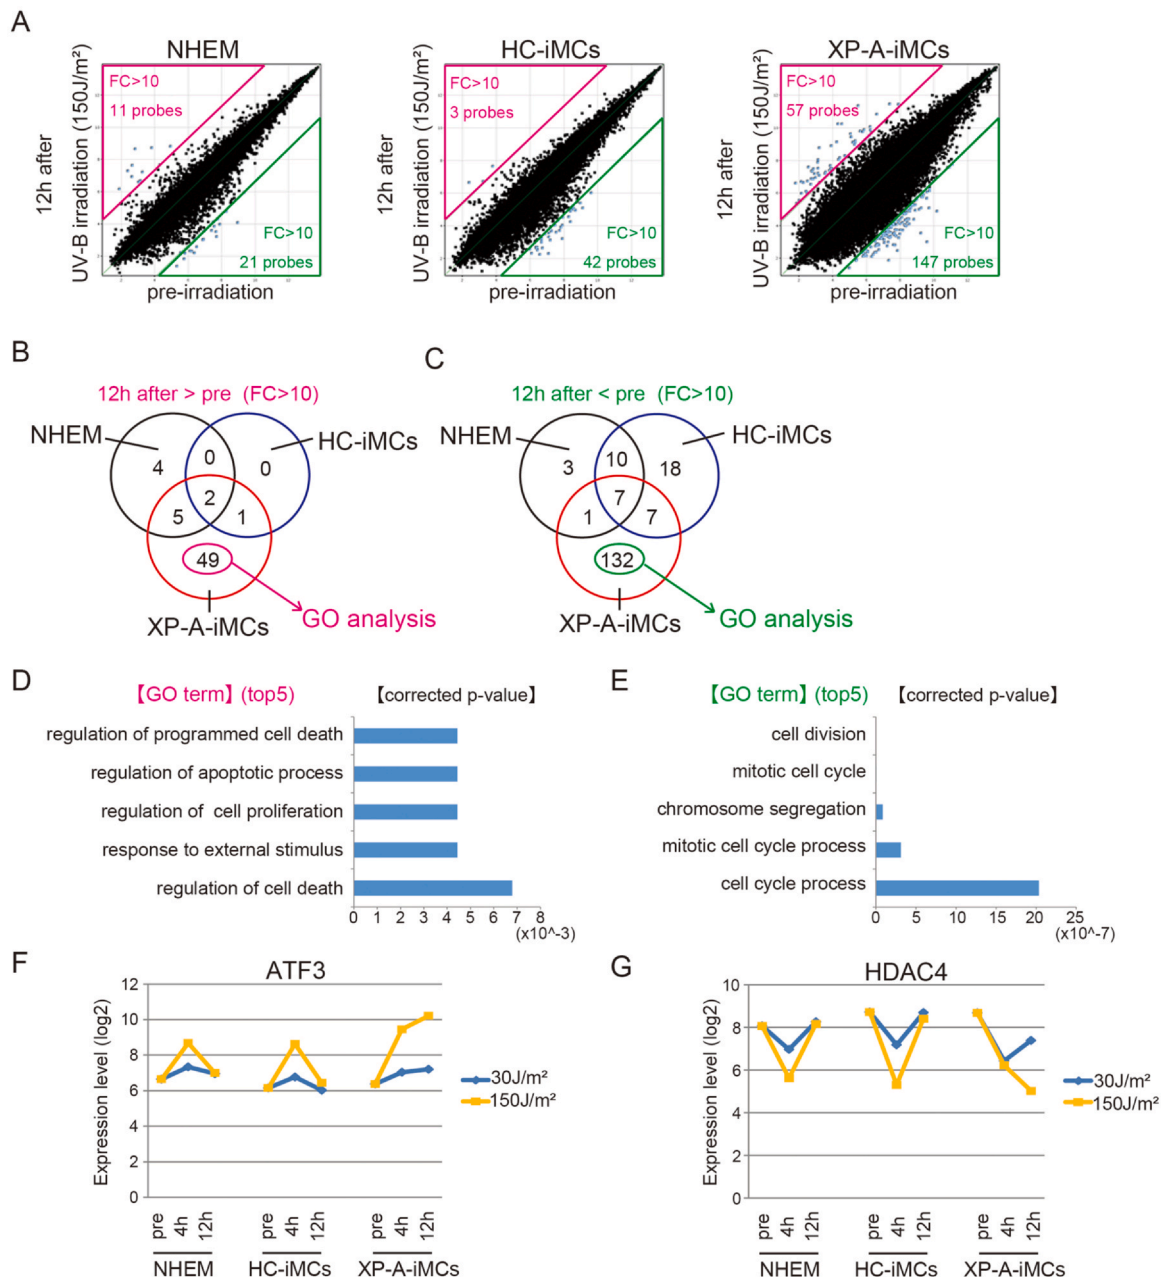 A
NHEM
HC-iMCs
XP-A-iMCs
12h after
UV-B irradiation (150J/m²)
FC>10
11 probes
FC>10
21 probes
pre-irradiation
12h after
UV-B irradiation (150J/m²)
FC>10
3 probes
FC>10
42 probes
pre-irradiation
12h after
UV-B irradiation (150J/m²)
FC>10
57 probes
FC>10
147 probes
pre-irradiation
B
12h after > pre (FC>10)
NHEM
HC-iMCs
4
0
0
2
5
1
49
XP-A-iMCs
GO analysis
C
12h after < pre (FC>10)
NHEM
HC-iMCs
3
10
18
7
1
7
132
XP-A-iMCs
GO analysis
D
【GO term】 (top5)
【corrected p-value】
regulation of programmed cell death
regulation of apoptotic process
regulation of cell proliferation
response to external stimulus
regulation of cell death
0 1 2 3 4 5 6 7 8
(x10^-3)
E
【GO term】 (top5)
【corrected p-value】
cell division
mitotic cell cycle
chromosome segregation
mitotic cell cycle process
cell cycle process
0 5 10 15 20 25
(x10^-7)
F
ATF3
Expression level (log2)
12
10
8
6
4
2
0
pre 4h 12h
pre 4h 12h
pre 4h 12h
NHEM HC-iMCs XP-A-iMCs
30J/m²
150J/m²
G
HDAC4
Expression level (log2)
10
8
6
4
2
0
pre 4h 12h
pre 4h 12h
pre 4h 12h
NHEM HC-iMCs XP-A-iMCs
30J/m²
150J/m²